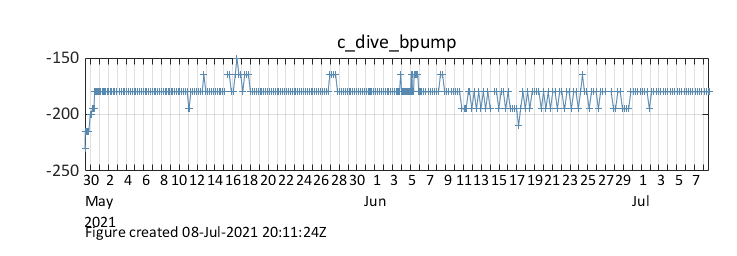 c_dive_bpump
-150
-200
-250
30 2 4 6 8 10 12 14 16 18 20 22 24 26 28 30 1 3 5 7 9 11 13 15 17 19 21 23 25 27 29 1 3 5 7
May Jun Jul
2021
Figure created 08-Jul-2021 20:11:24Z